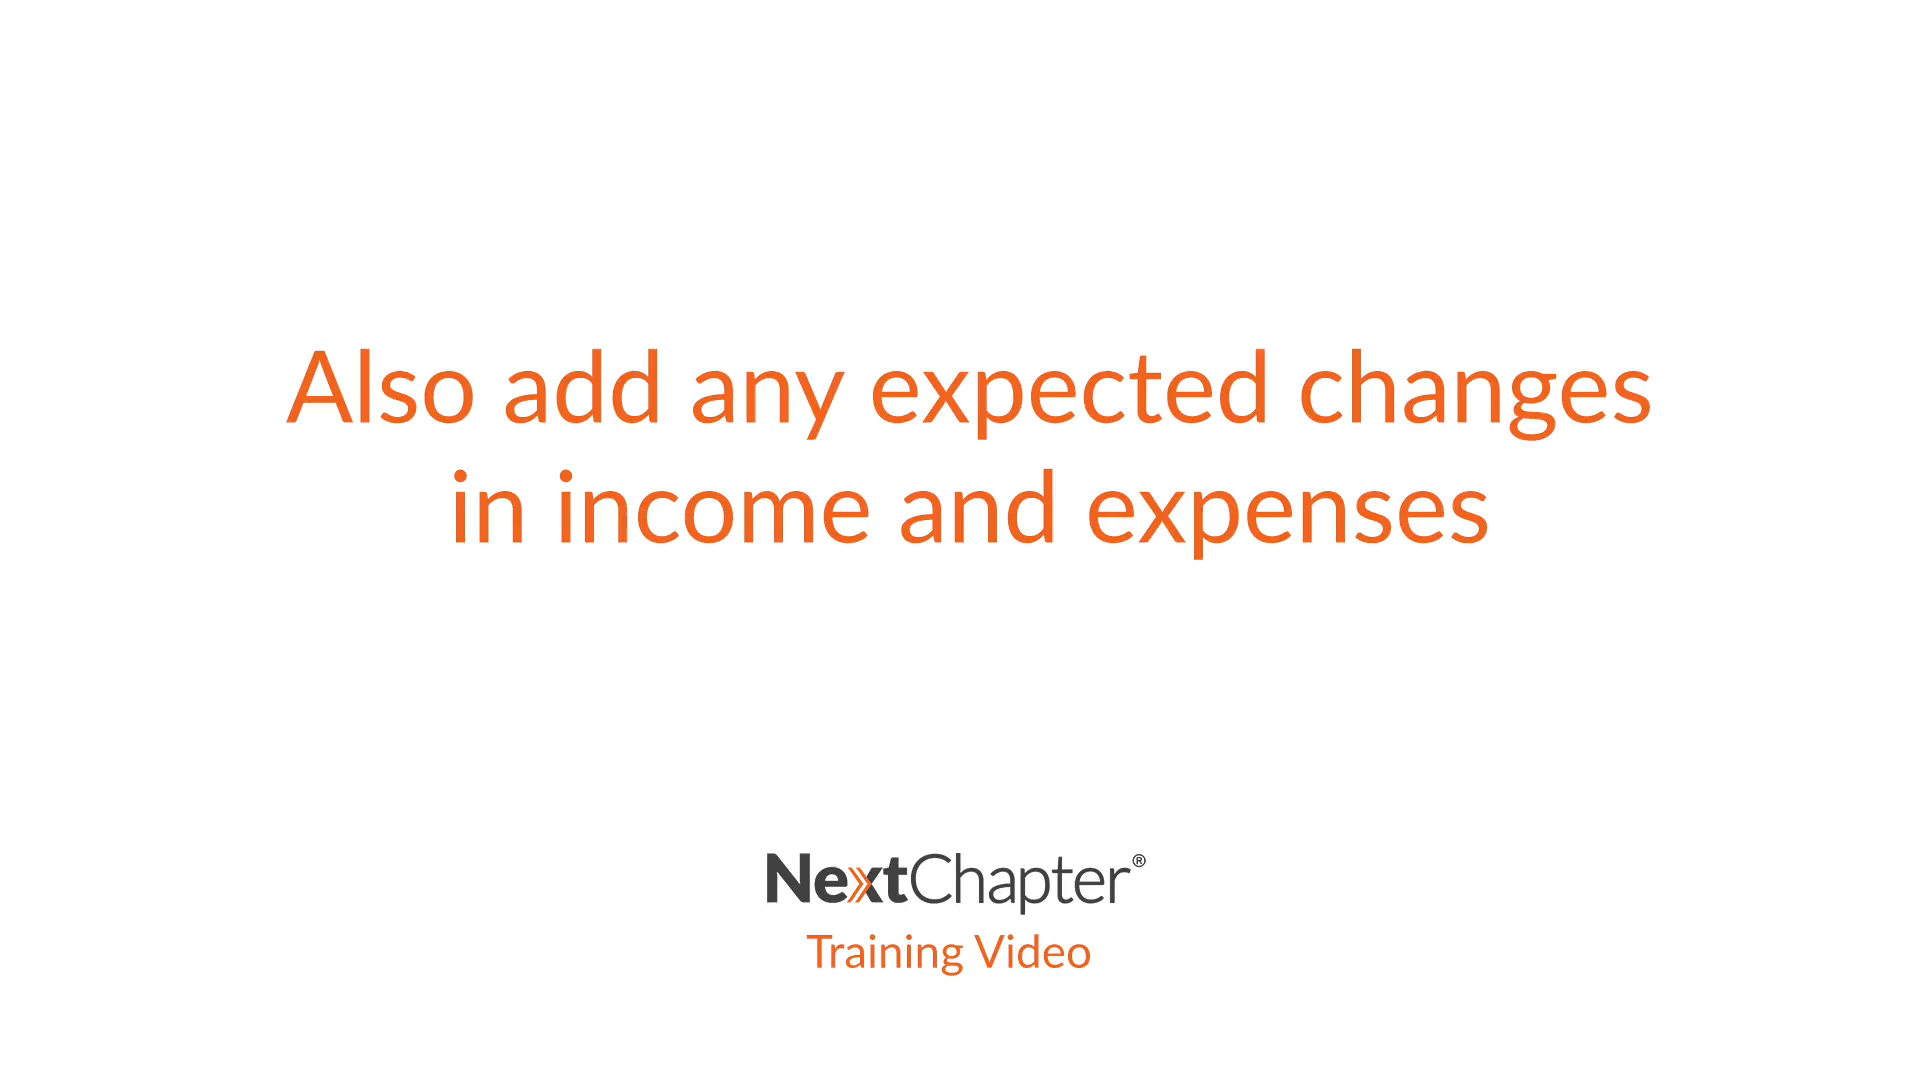 Also add any expected changes
in income and expenses
NextChapter®
Training Video